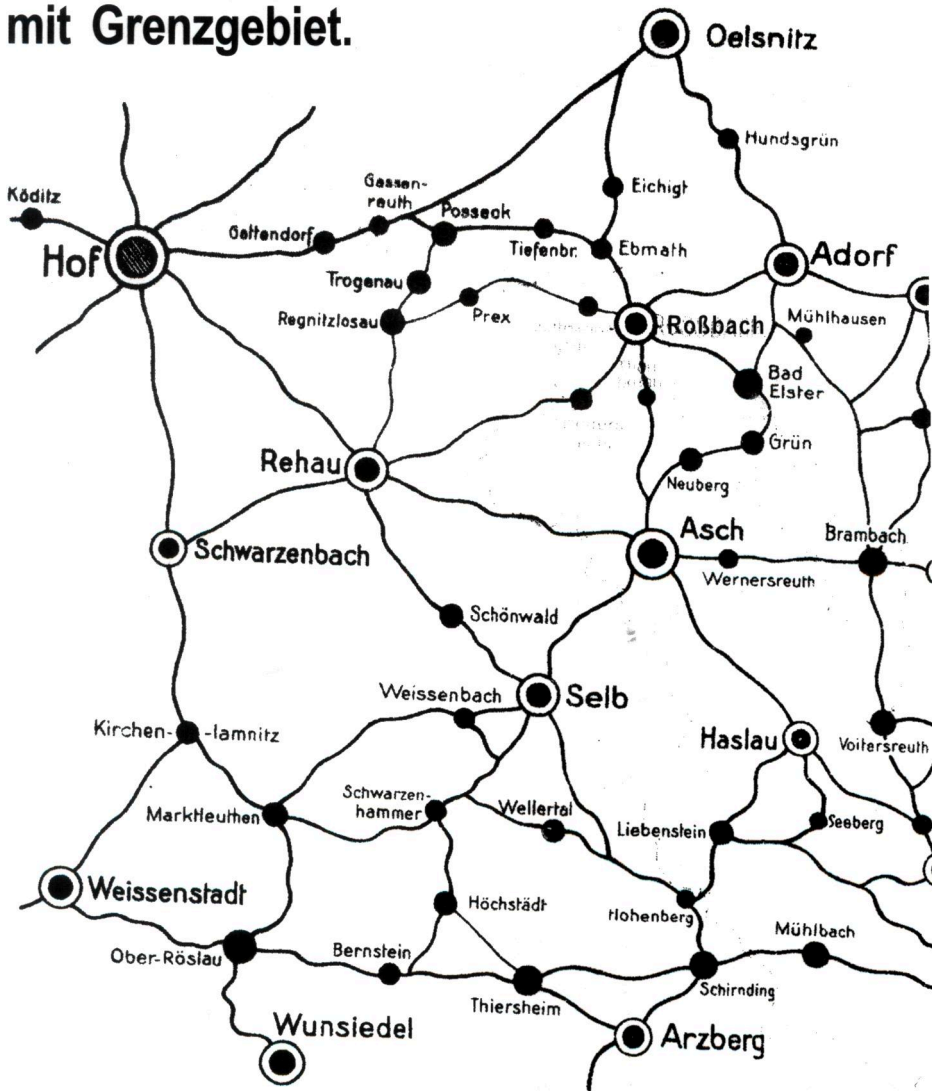 mit Grenzgebiet.
Oelsnitz
Hundsgrün
Köditz
Gassen-
reuth
Eichigt
Posseck
Hof
Gattendorf
Tiefenbr.
Ebmath
Adorf
Trogenau
Regnitzlosau
Prex
Roßbach
Mühlhausen
Bad
Elster
Rehau
Grün
Neuberg
Schwarzenbach
Asch
Brambach
Wernersreuth
Schönwald
Weissenbach
Selb
Kirchen-
-lamnitz
Haslau
Voitersreuth
Marktleuthen
Schwarzen-
hammer
Wellertal
Liebenstein
Seeberg
Weissenstadt
Höchstädt
Hohenberg
Ober-Röslau
Bernstein
Mühlbach
Thiersheim
Schirnding
Wunsiedel
Arzberg